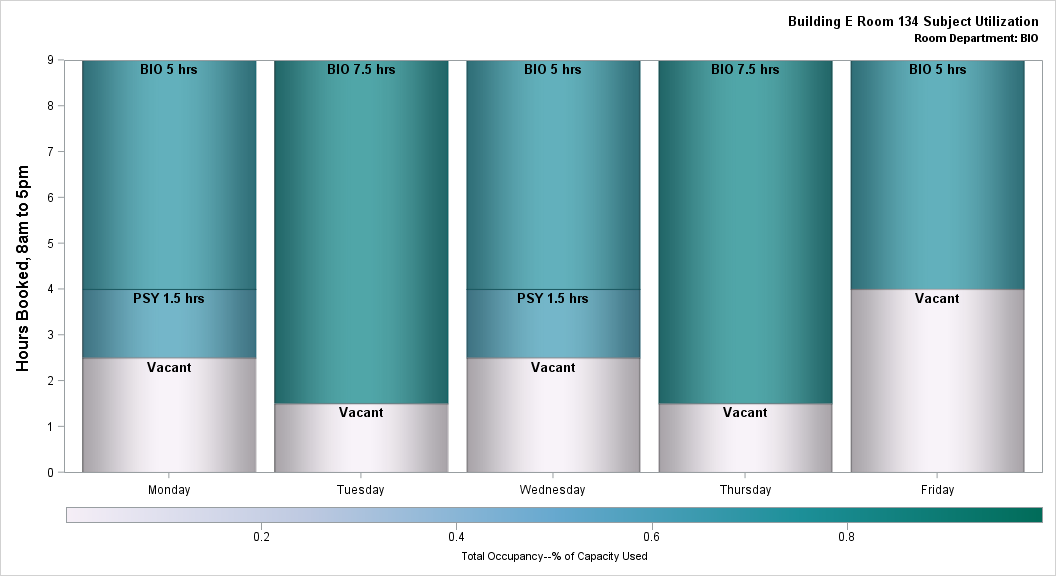 Building E Room 134 Subject Utilization
Room Department: BIO
Hours Booked, 8am to 5pm
9
8
7
6
5
4
3
2
1
0
BIO 5 hrs
BIO 7.5 hrs
BIO 5 hrs
BIO 7.5 hrs
BIO 5 hrs
PSY 1.5 hrs
PSY 1.5 hrs
Vacant
Vacant
Vacant
Vacant
Vacant
Monday
Tuesday
Wednesday
Thursday
Friday
0.2
0.4
0.6
0.8
Total Occupancy--% of Capacity Used